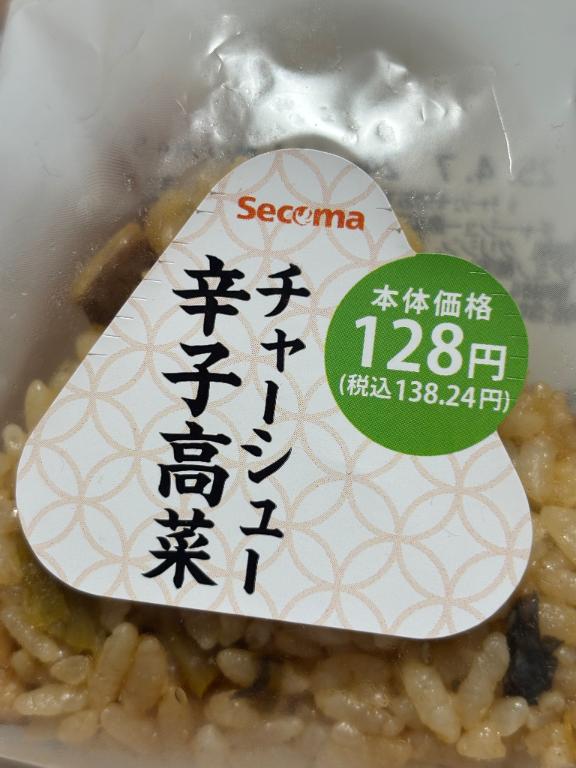 Secoma
チャーシュー
辛子高菜
本体価格
128円
(税込138.24円)